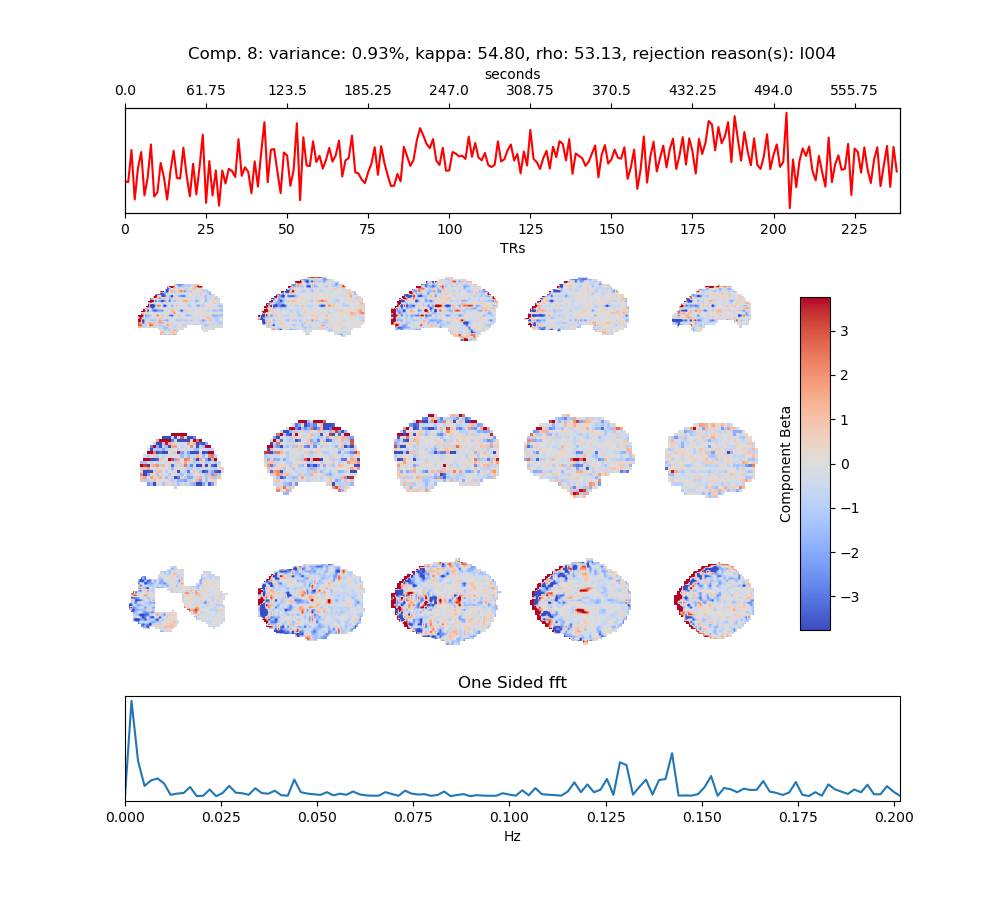 Comp. 8: variance: 0.93%, kappa: 54.80, rho: 53.13, rejection reason(s): I004
seconds
0.0 61.75 123.5 185.25 247.0 308.75 370.5 432.25 494.0 555.75
0 25 50 75 100 125 150 175 200 225
TRs
3
2
1
0
−1
−2
−3
Component Beta
One Sided fft
0.000 0.025 0.050 0.075 0.100 0.125 0.150 0.175 0.200
Hz